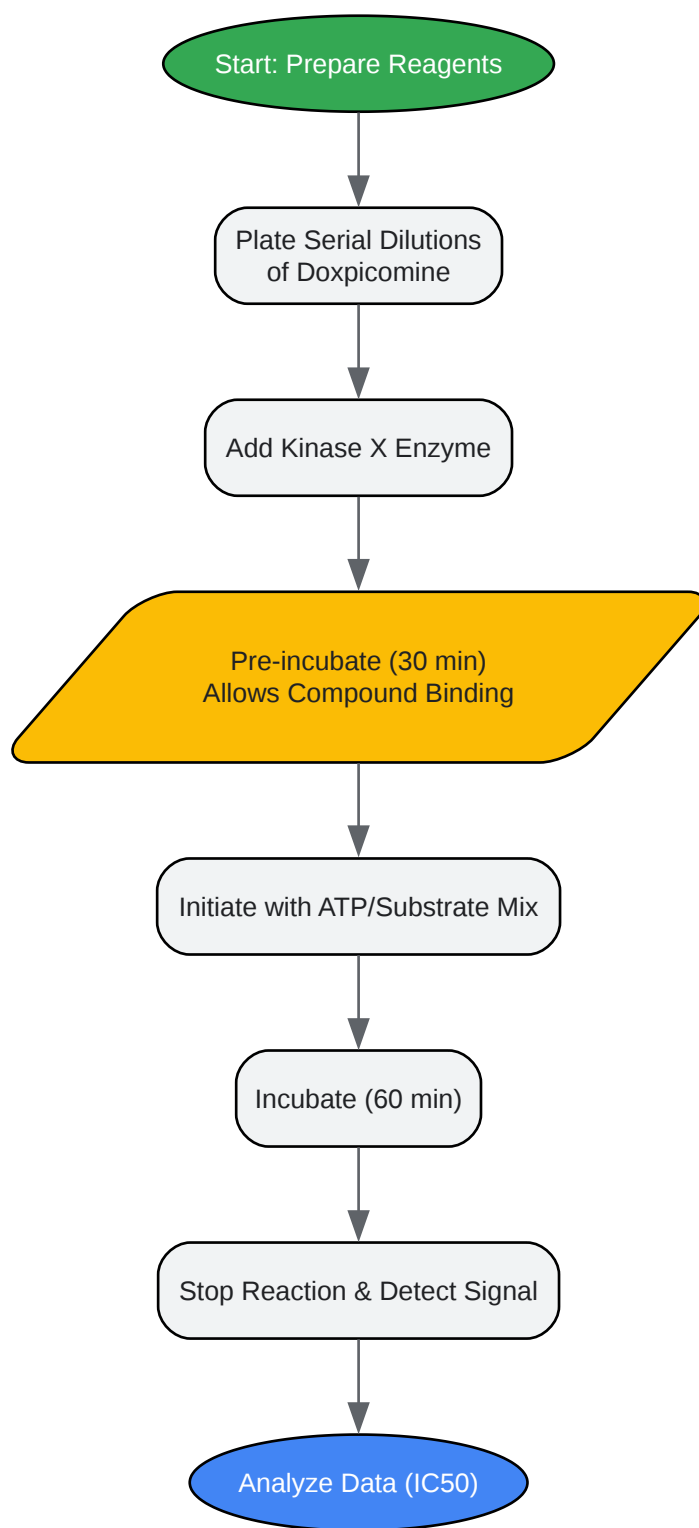 Start: Prepare Reagents
Plate Serial Dilutions
of Doxpicomine
Add Kinase X Enzyme
Pre-incubate (30 min)
Allows Compound Binding
Initiate with ATP/Substrate Mix
Incubate (60 min)
Stop Reaction & Detect Signal
Analyze Data (IC50)